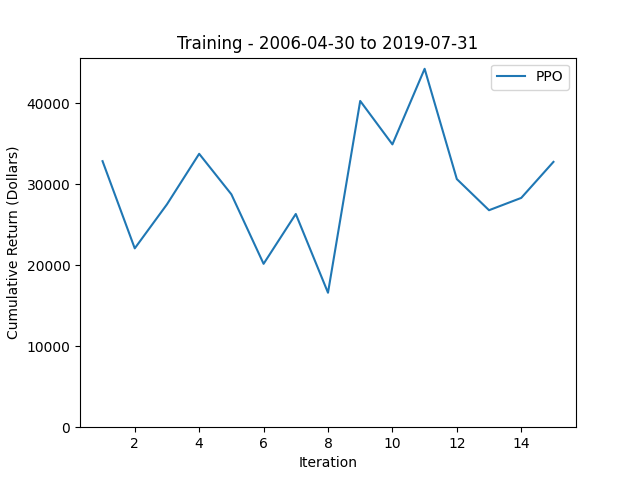 Training - 2006-04-30 to 2019-07-31
PPO
Cumulative Return (Dollars)
40000
30000
20000
10000
0
2 4 6 8 10 12 14
Iteration